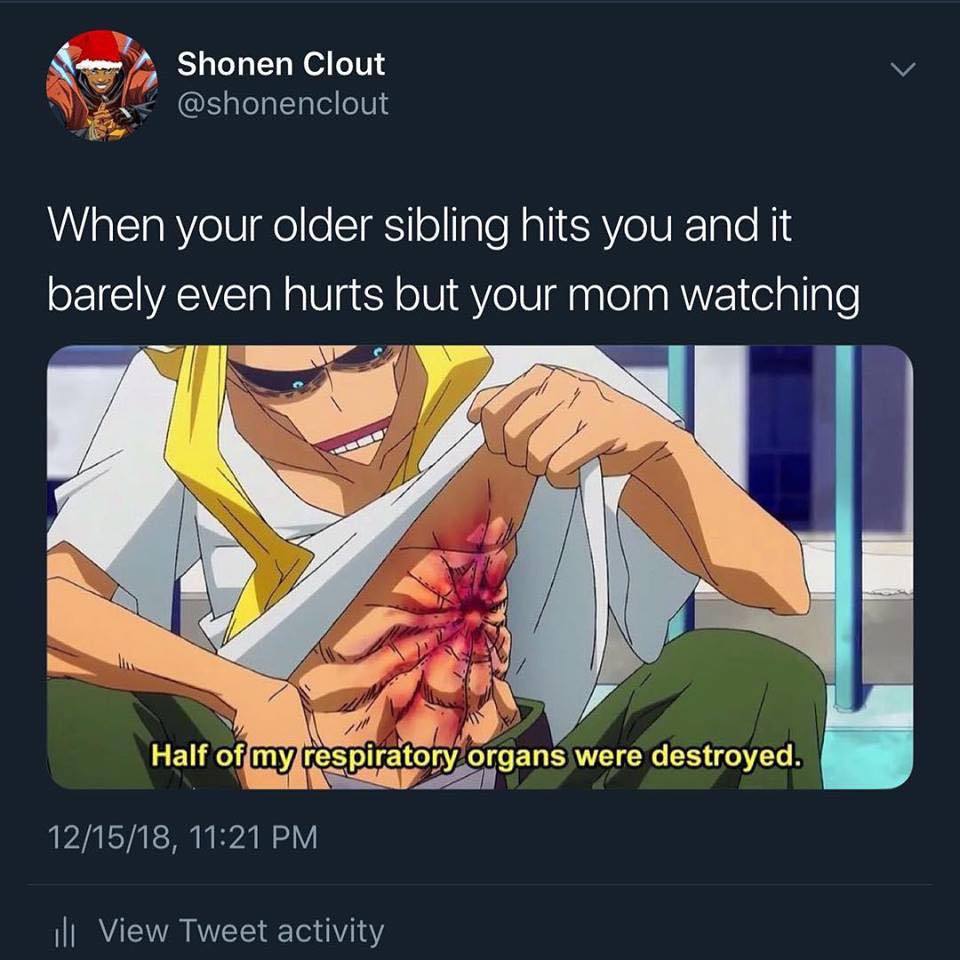 Shonen Clout
@shonenclout
When your older sibling hits you and it
barely even hurts but your mom watching
Half of my respiratory organs were destroyed.
12/15/18, 11:21 PM
View Tweet activity